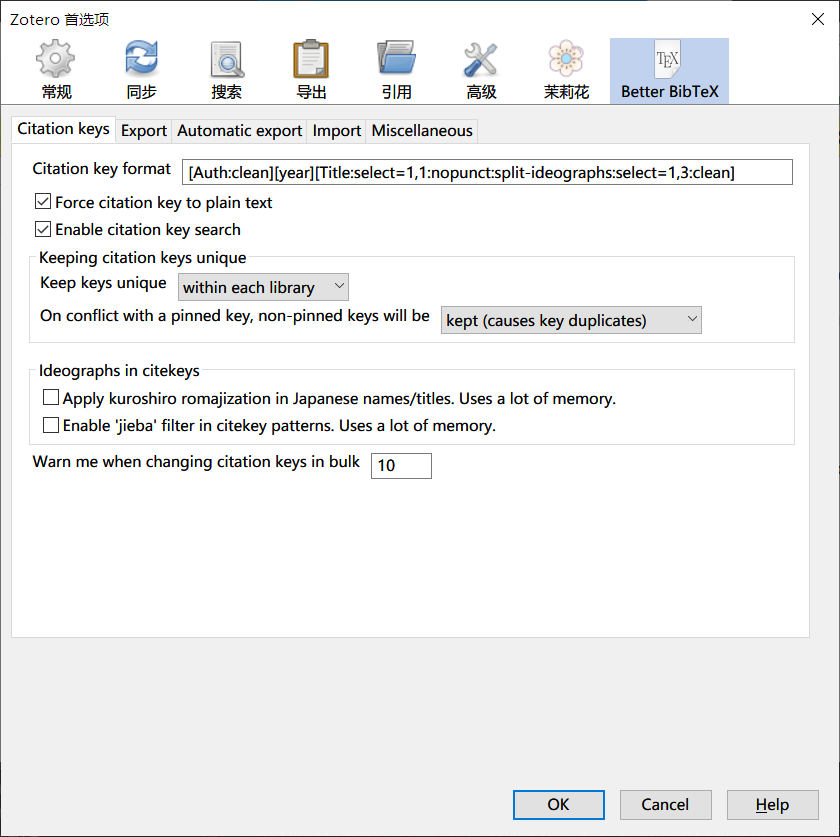 Zotero 首选项
常规 同步 搜索 导出 引用 高级 茉莉花 Better BibTeX
Citation keys Export Automatic export Import Miscellaneous
Citation key format [Auth:clean][year][Title:select=1,1:nopunct:split-ideographs:select=1,3:clean]
Force citation key to plain text
Enable citation key search
Keeping citation keys unique
Keep keys unique within each library
On conflict with a pinned key, non-pinned keys will be kept (causes key duplicates)
Ideographs in citekeys
Apply kuroshiro romajization in Japanese names/titles. Uses a lot of memory.
Enable 'jieba' filter in citekey patterns. Uses a lot of memory.
Warn me when changing citation keys in bulk 10
OK Cancel Help